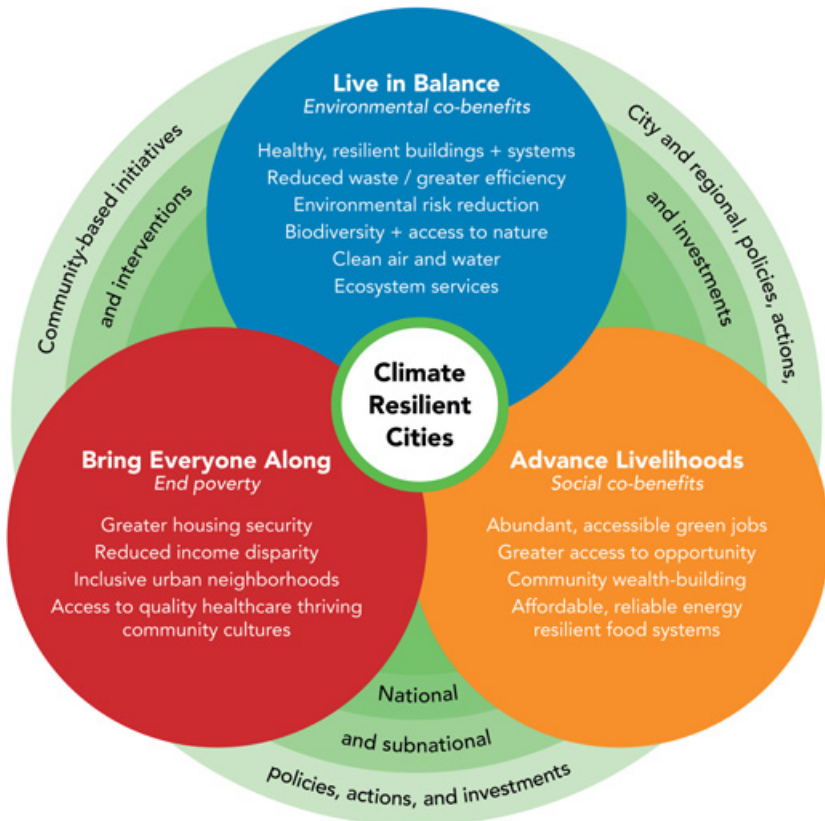 Live in Balance
Environmental co-benefits
Healthy, resilient buildings + systems
Reduced waste / greater efficiency
Environmental risk reduction
Biodiversity + access to nature
Clean air and water
Ecosystem services
Community-based initiatives
and interventions
City and regional, policies, actions,
and investments
Climate
Resilient
Cities
Bring Everyone Along
End poverty
Greater housing security
Reduced income disparity
Inclusive urban neighborhoods
Access to quality healthcare thriving
community cultures
Advance Livelihoods
Social co-benefits
Abundant, accessible green jobs
Greater access to opportunity
Community wealth-building
Affordable, reliable energy
resilient food systems
National
and subnational
policies, actions, and investments